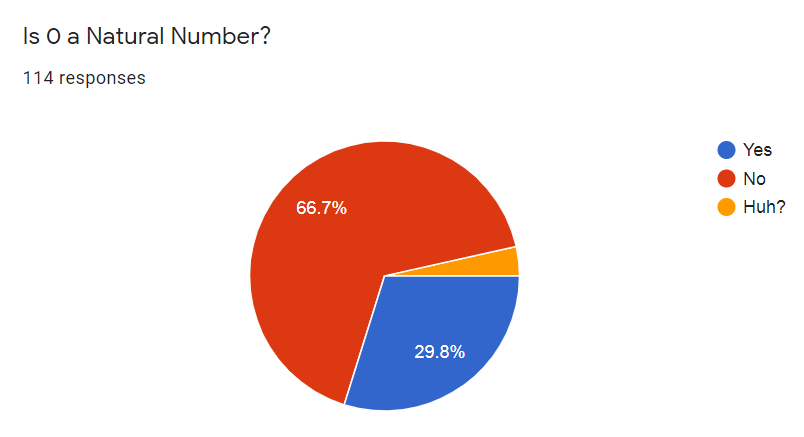 Is 0 a Natural Number?
114 responses
Yes
No
Huh?
66.7%
29.8%